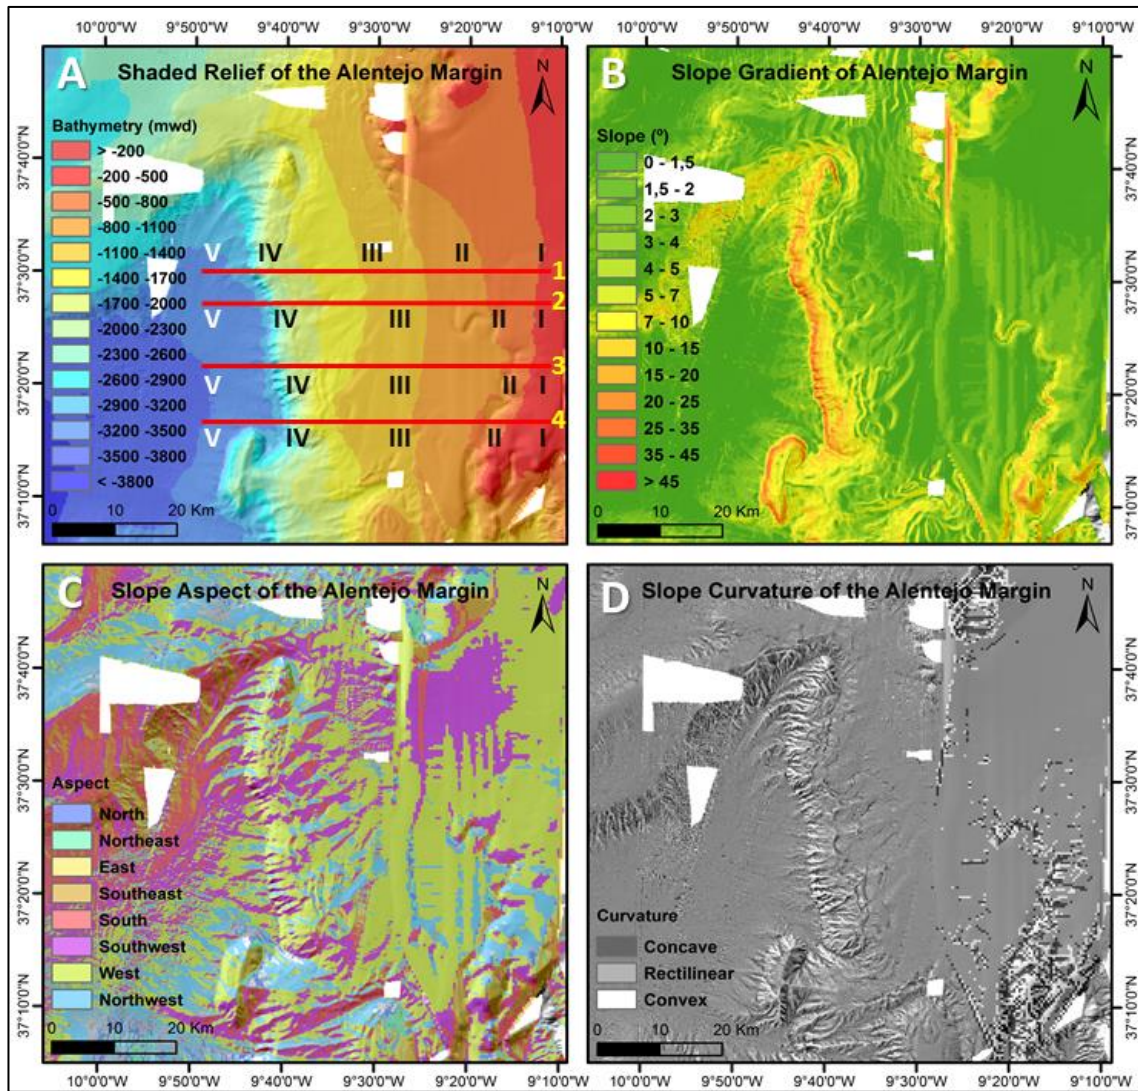 10°0'0"W 9°50'0"W 9°40'0"W 9°30'0"W 9°20'0"W 9°10'0"W
10°0'0"W 9°50'0"W 9°40'0"W 9°30'0"W 9°20'0"W 9°10'0"W
A
Shaded Relief of the Alentejo Margin
N
Bathymetry (mwd)
> -200
-200 -500
-500 - -800
-800 - -1100
-1100 -1400
-1400 -1700
-1700 -2000
-2000 -2300
-2300 -2600
-2600 -2900
-2900 -3200
-3200 -3500
-3500 -3800
< -3800
V IV III II I
1
2
V IV III II I
3
V IV III II I
4
V IV III II I
0 10 20 Km
37°40'0"N
37°30'0"N
37°20'0"N
37°10'0"N
B
Slope Gradient of Alentejo Margin
N
Slope (º)
0 - 1,5
1,5 - 2
2 - 3
3 - 4
4 - 5
5 - 7
7 - 10
10 - 15
15 - 20
20 - 25
25 - 35
35 - 45
> 45
0 10 20 Km
37°40'0"N
37°30'0"N
37°20'0"N
37°10'0"N
C
Slope Aspect of the Alentejo Margin
N
Aspect
North
Northeast
East
Southeast
South
Southwest
West
Northwest
0 10 20 Km
37°40'0"N
37°30'0"N
37°20'0"N
37°10'0"N
D
Slope Curvature of the Alentejo Margin
N
Curvature
Concave
Rectilinear
Convex
0 10 20 Km
37°40'0"N
37°30'0"N
37°20'0"N
37°10'0"N
10°0'0"W 9°50'0"W 9°40'0"W 9°30'0"W 9°20'0"W 9°10'0"W
10°0'0"W 9°50'0"W 9°40'0"W 9°30'0"W 9°20'0"W 9°10'0"W